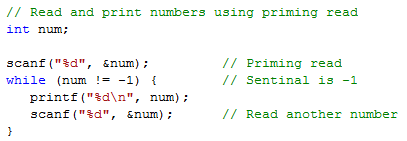 // Read and print numbers using priming read
int num;
scanf("%d", &num);          // Priming read
while (num != -1) {         // Sentinal is -1
   printf("%d\n", num);
   scanf("%d", &num);       // Read another number
}